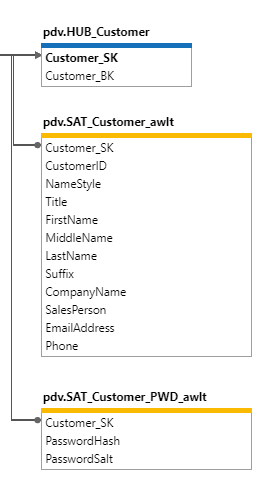 pdv.HUB_Customer
Customer_SK
Customer_BK
pdv.SAT_Customer_awlt
Customer_SK
CustomerID
NameStyle
Title
FirstName
MiddleName
LastName
Suffix
CompanyName
SalesPerson
EmailAddress
Phone
pdv.SAT_Customer_PWD_awlt
Customer_SK
PasswordHash
PasswordSalt